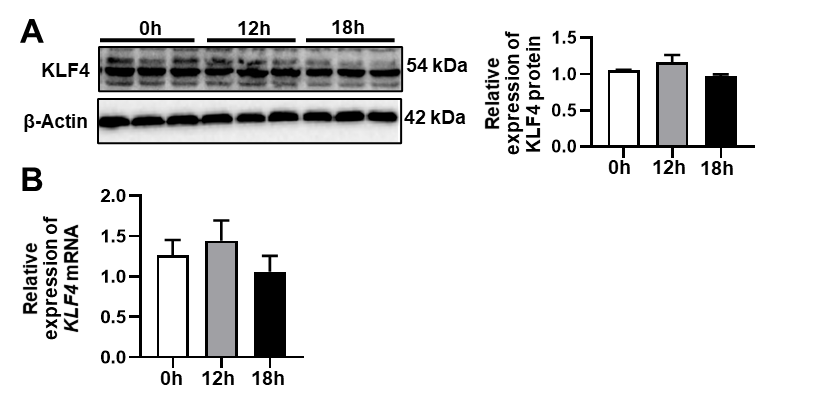 A
0h 12h 18h
KLF4
54 kDa
β-Actin
42 kDa
Relative
expression of
KLF4 protein
1.5
1.0
0.5
0.0
0h 12h 18h
B
Relative
expression of
KLF4 mRNA
2.0
1.5
1.0
0.5
0.0
0h 12h 18h